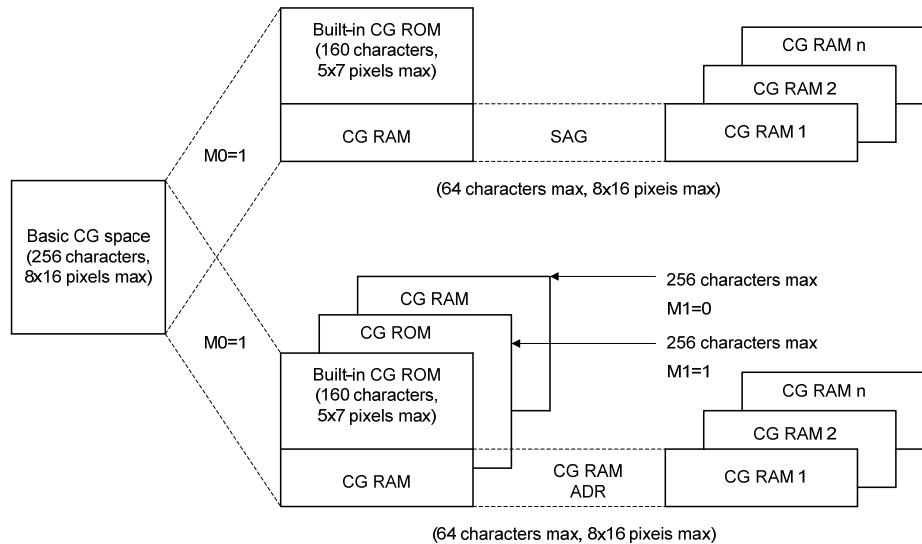 Built-in CG ROM
(160 characters,
5x7 pixels max)
CG RAM
M0=1
SAG
CG RAM n
CG RAM 2
CG RAM 1
(64 characters max, 8x16 pixels max)
Basic CG space
(256 characters,
8x16 pixels max)
M0=1
CG RAM
CG ROM
Built-in CG ROM
(160 characters,
5x7 pixels max)
CG RAM
256 characters max
M1=0
256 characters max
M1=1
CG RAM
ADR
CG RAM n
CG RAM 2
CG RAM 1
(64 characters max, 8x16 pixels max)